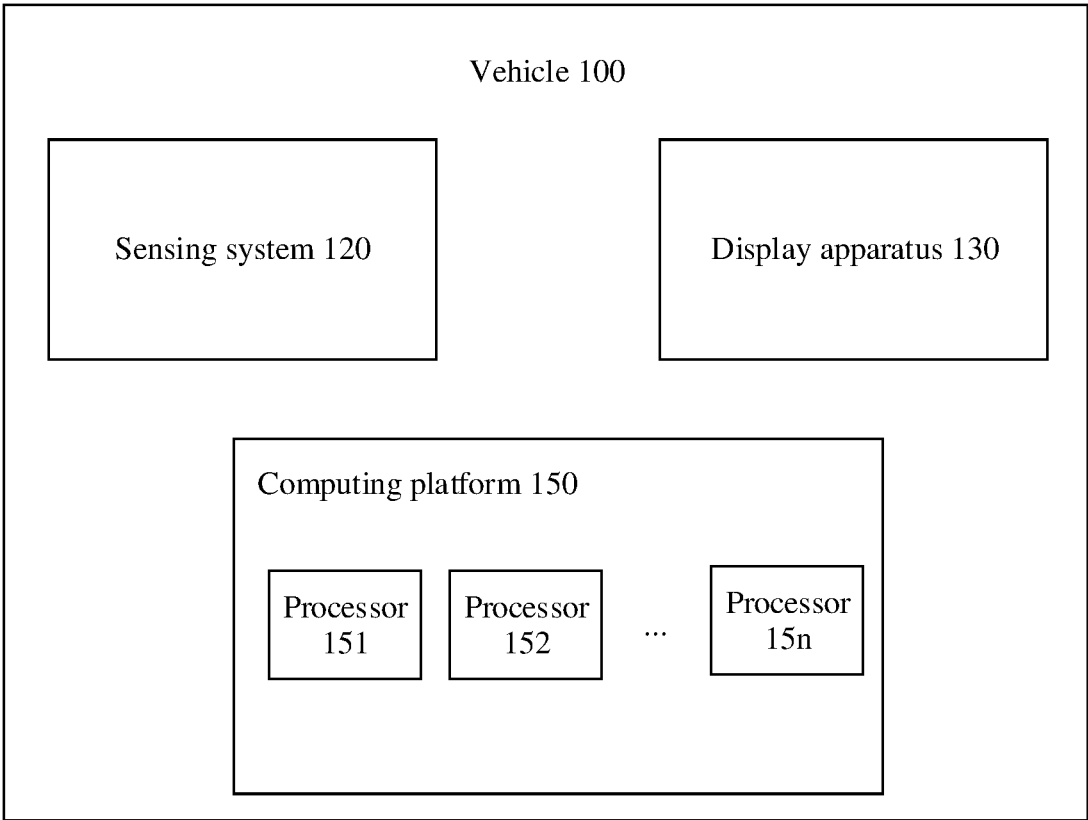 Vehicle 100
Sensing system 120
Display apparatus 130
Computing platform 150
Processor
151
Processor
152
...
Processor
15n